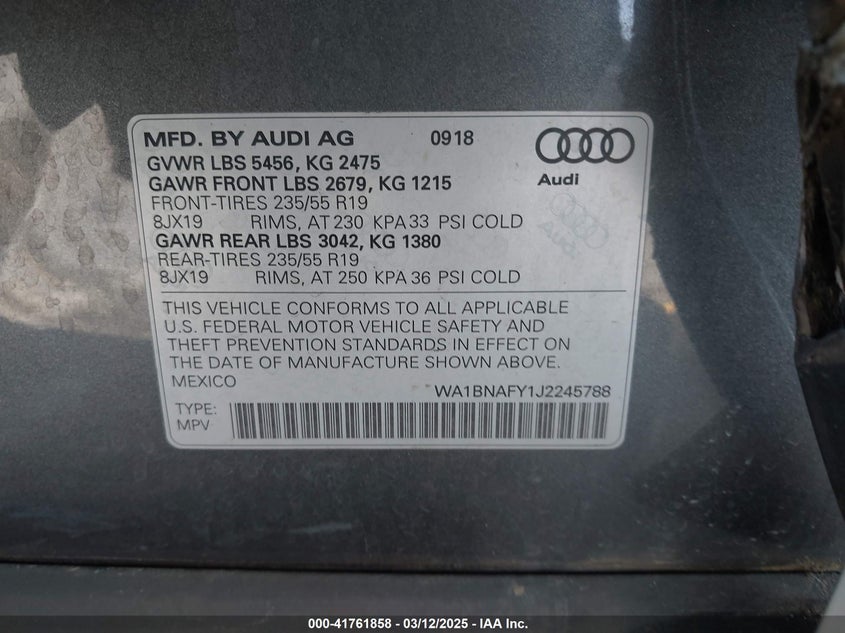 MFD. BY AUDI AG 0918
GVWR LBS 5456, KG 2475
GAWR FRONT LBS 2679, KG 1215
FRONT-TIRES 235/55 R19
8JX19 RIMS, AT 230 KPA 33 PSI COLD
GAWR REAR LBS 3042, KG 1380
REAR-TIRES 235/55 R19
8JX19 RIMS, AT 250 KPA 36 PSI COLD
Audi
Audi
THIS VEHICLE CONFORMS TO ALL APPLICABLE
U.S. FEDERAL MOTOR VEHICLE SAFETY AND
THEFT PREVENTION STANDARDS IN EFFECT ON
THE DATE OF MANUFACTURE SHOWN ABOVE.
MEXICO
WA1BNAFY1J2245788
TYPE:
MPV
000-41761858 - 03/12/2025 - IAA Inc.